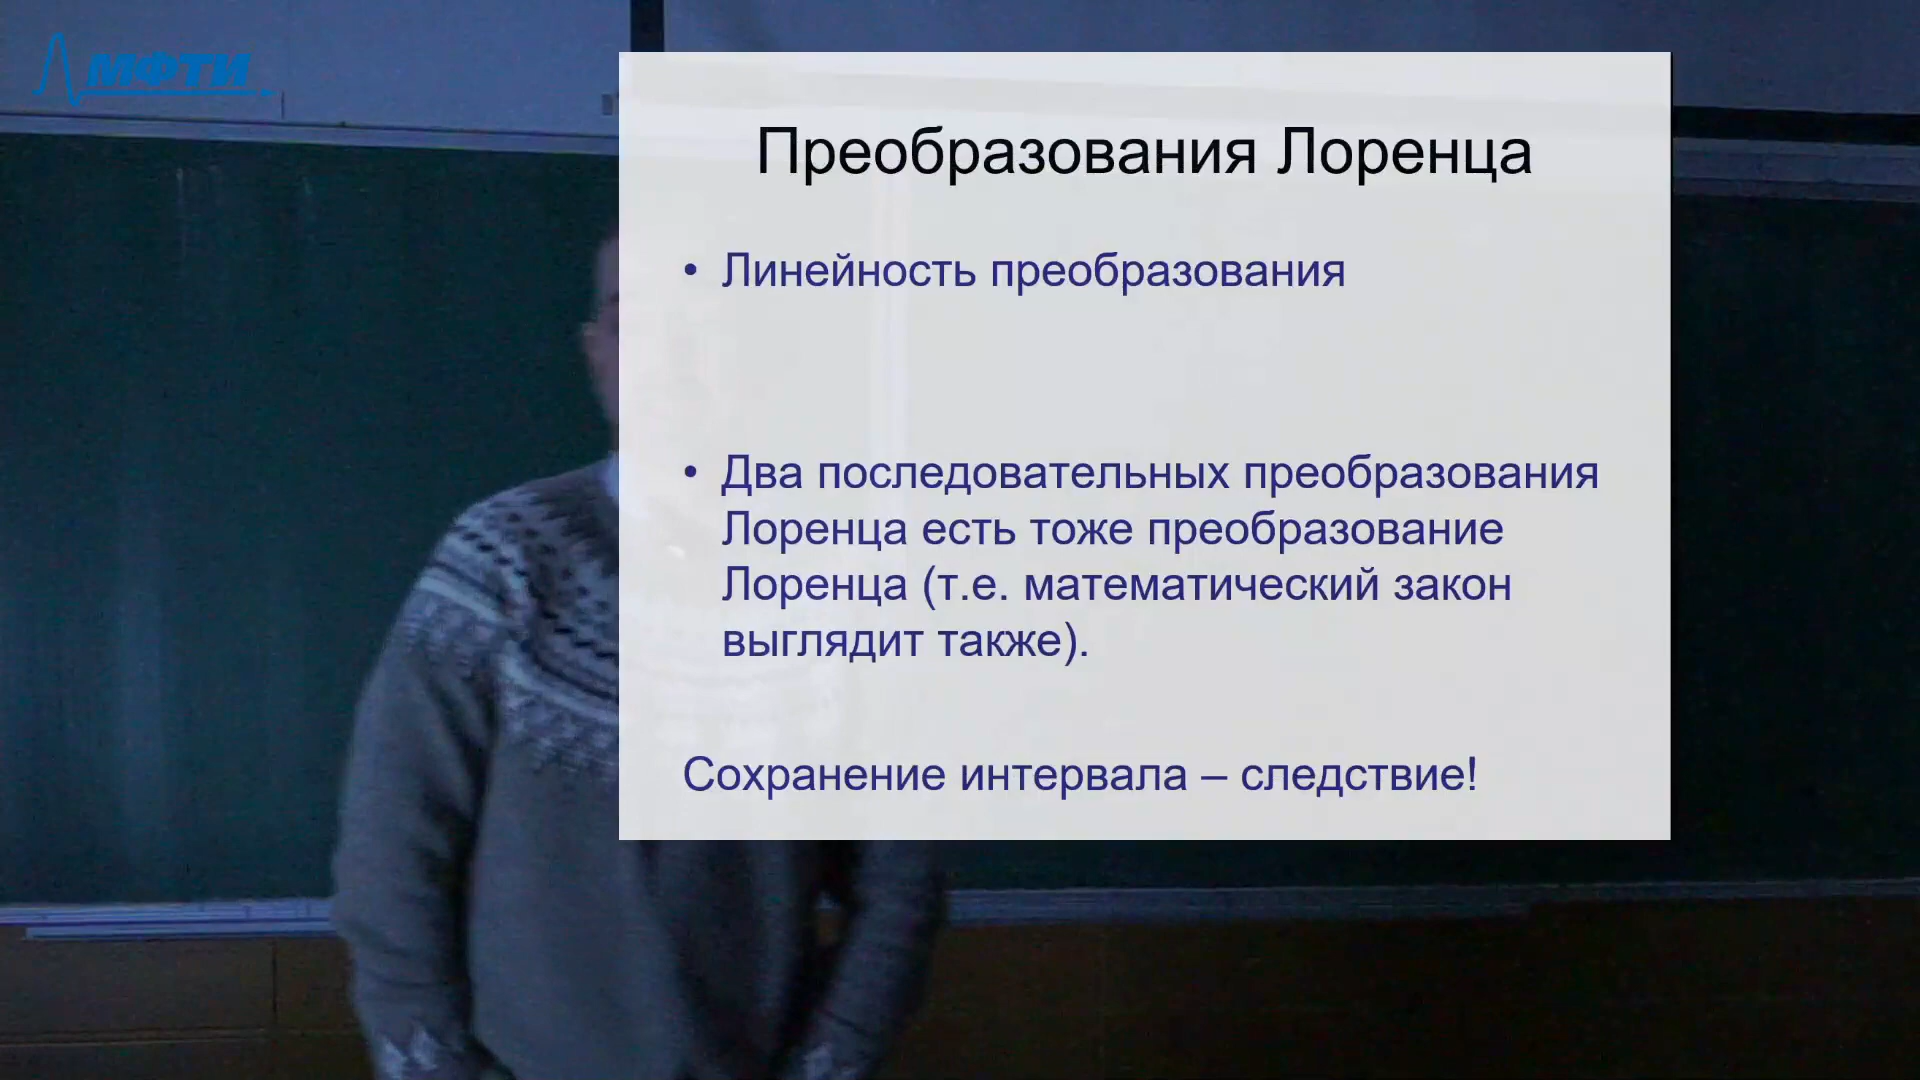 МФТИ
Преобразования Лоренца
• Линейность преобразования
• Два последовательных преобразования
Лоренца есть тоже преобразование
Лоренца (т.е. математический закон
выглядит также).
Сохранение интервала – следствие!